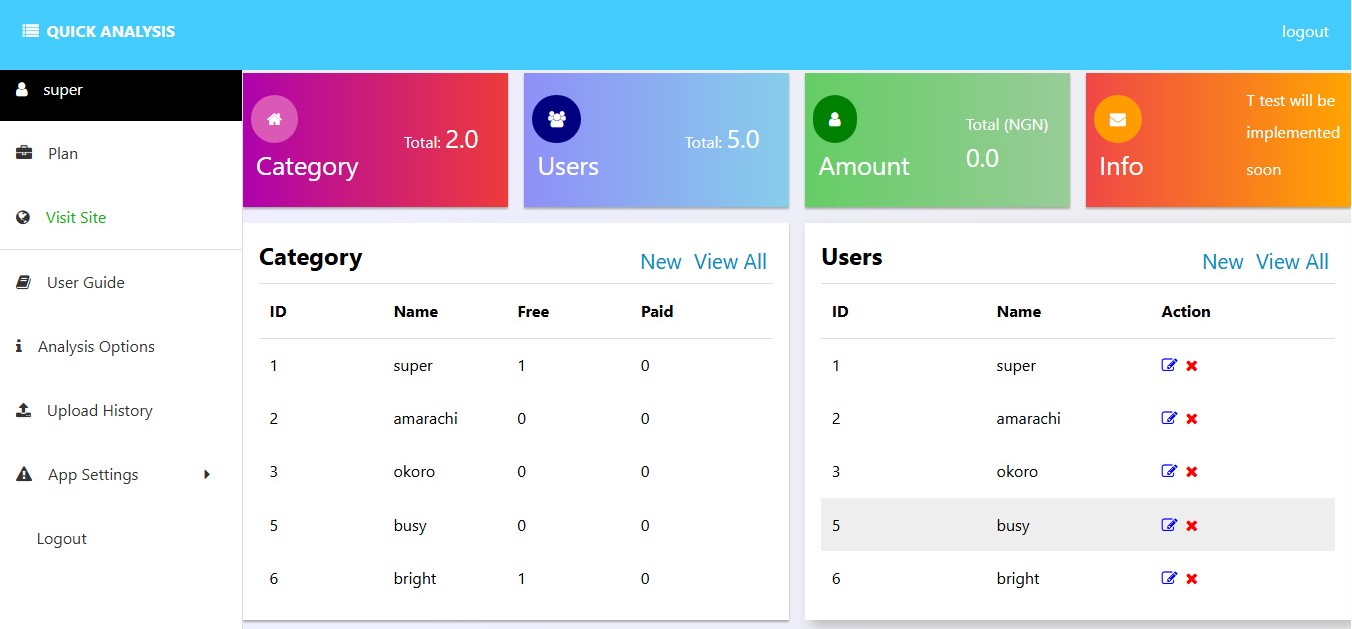 QUICK ANALYSIS
logout
super
Plan
Visit Site
User Guide
Analysis Options
Upload History
App Settings
Logout
Category
Total: 2.0
Users
Total: 5.0
Amount
Total (NGN)
0.0
Info
T test will be
implemented
soon
Category New View All
ID Name Free Paid
1 super 1 0
2 amarachi 0 0
3 okoro 0 0
5 busy 0 0
6 bright 1 0
Users New View All
ID Name Action
1 super
2 amarachi
3 okoro
5 busy
6 bright